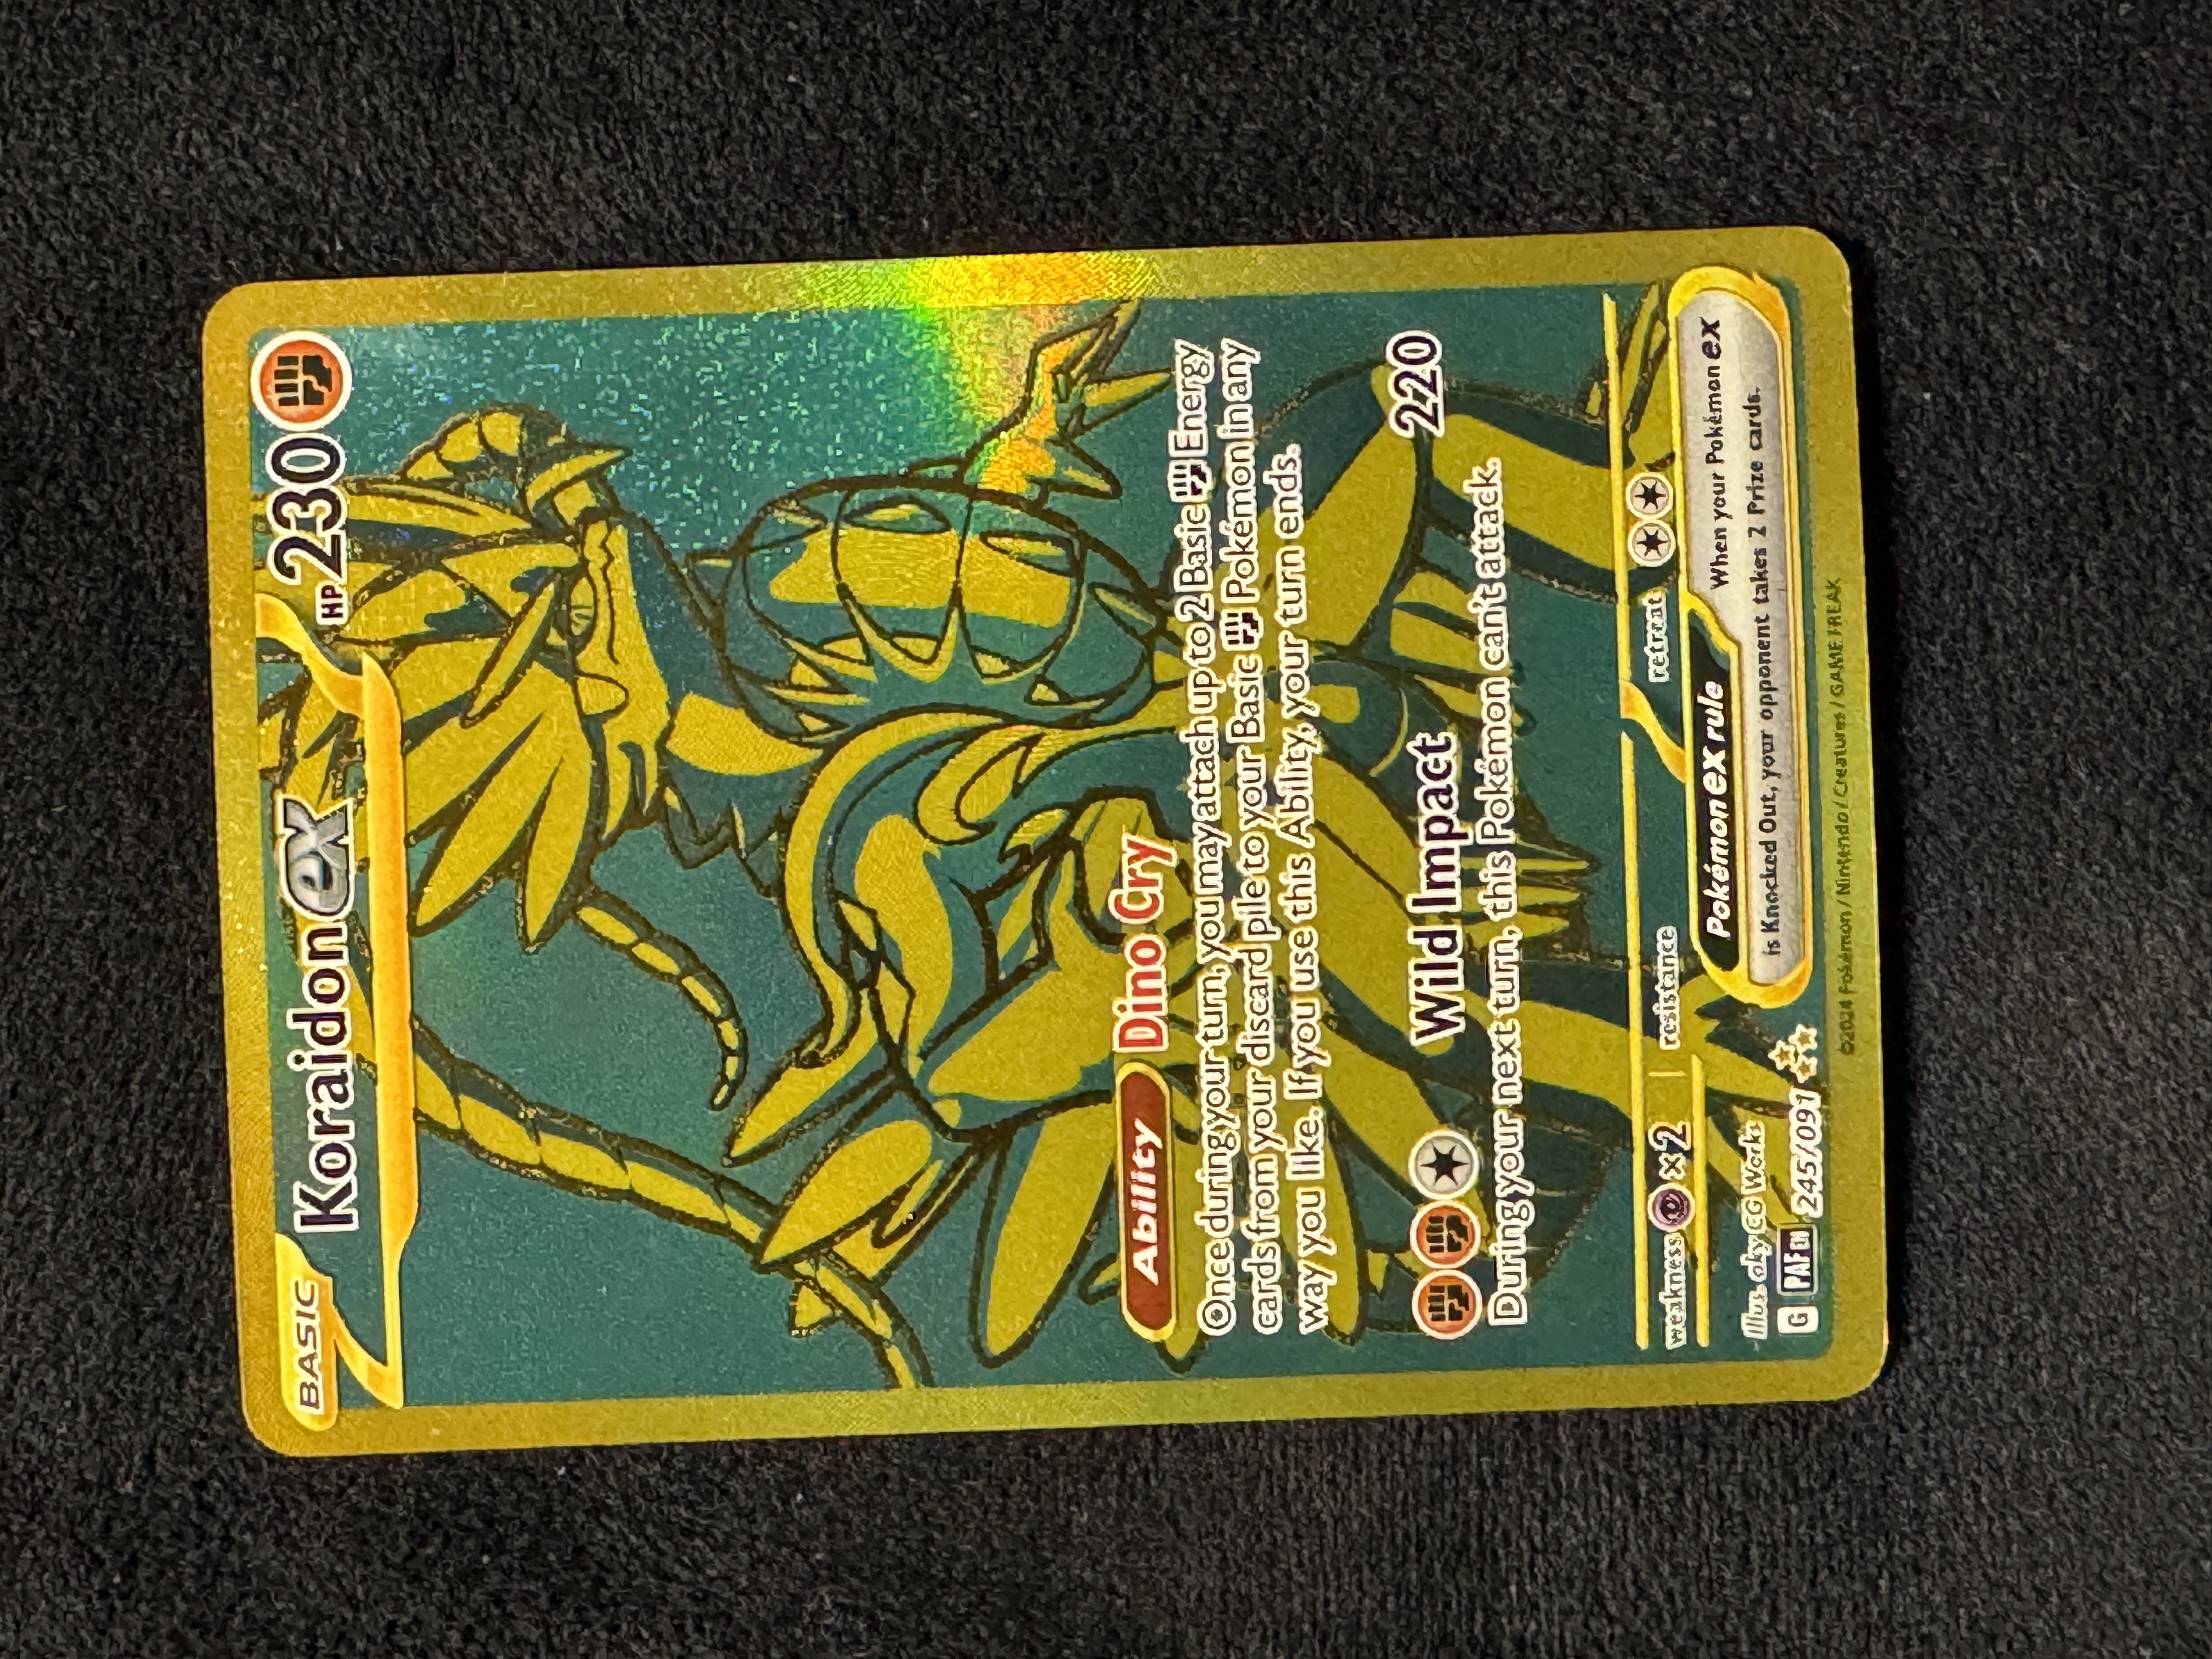 BASIC
Koraidon ex HP 230
Ability Dino Cry
Once during your turn, you may attach up to 2 Basic Energy
cards from your discard pile to your Basic Pokémon in any
way you like. If you use this Ability, your turn ends.
Wild Impact 220
During your next turn, this Pokémon can't attack.
weakness ×2 resistance retreat
Illus. aky CG Works
Pokémon ex rule When your Pokémon ex
is Knocked Out, your opponent takes 2 Prize cards.
G PAF EN 245/091
©2024 Pokémon / Nintendo / Creatures / GAME FREAK